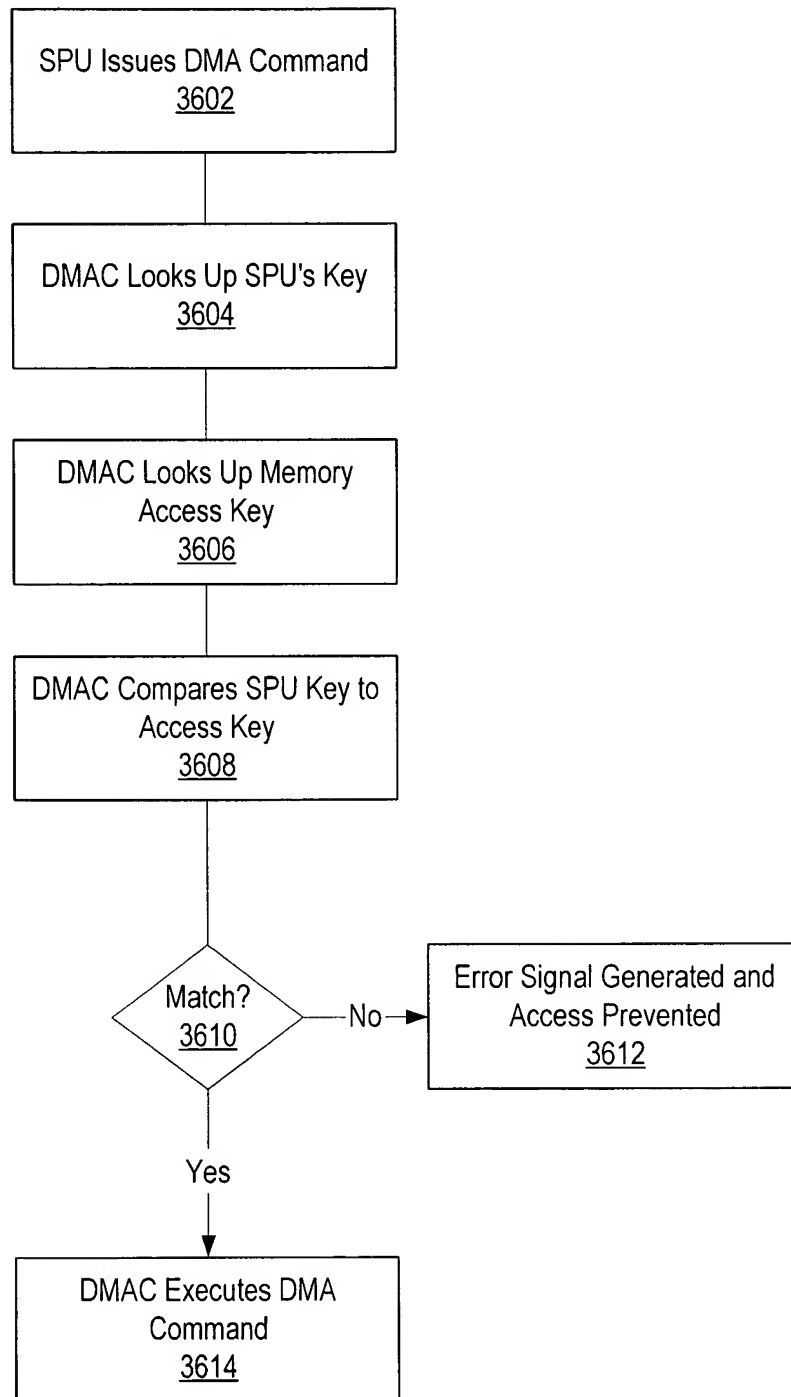 SPU Issues DMA Command
3602
DMAC Looks Up SPU's Key
3604
DMAC Looks Up Memory
Access Key
3606
DMAC Compares SPU Key to
Access Key
3608
Match?
3610
No
Error Signal Generated and
Access Prevented
3612
Yes
DMAC Executes DMA
Command
3614